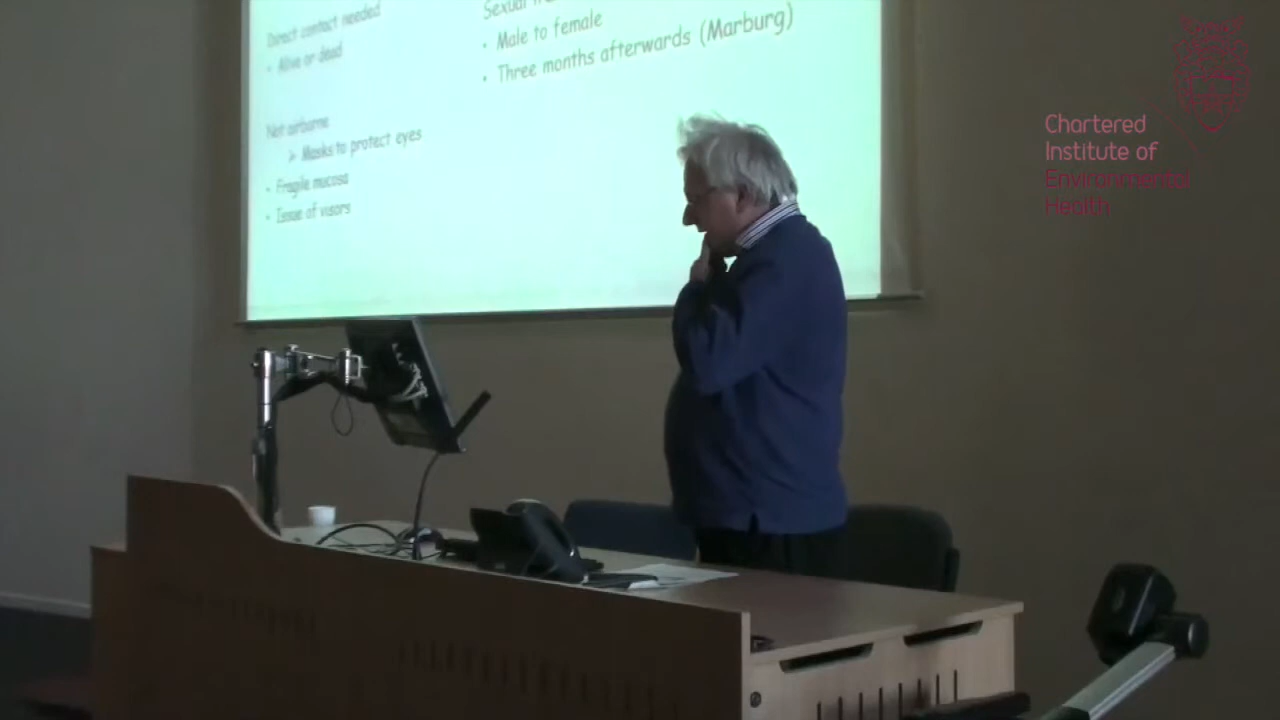 Direct contact needed
• Alive or dead
Not airborne
➢ Masks to protect eyes
• Fragile mucosa
• Issue of visors
Sexual
• Male to female
• Three months afterwards (Marburg)
Chartered
Institute of
Environmental
Health